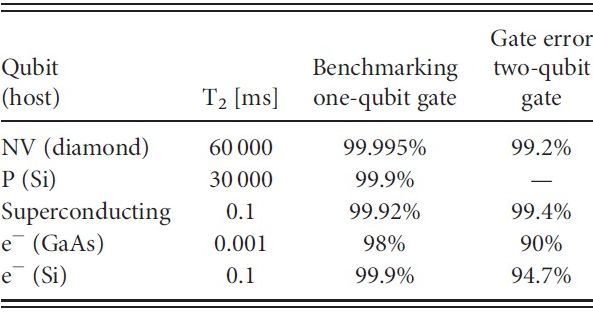 Gate error
Qubit Benchmarking two-qubit
(host) T₂ [ms] one-qubit gate gate
NV (diamond) 60 000 99.995% 99.2%
P (Si) 30 000 99.9% —
Superconducting 0.1 99.92% 99.4%
e⁻ (GaAs) 0.001 98% 90%
e⁻ (Si) 0.1 99.9% 94.7%